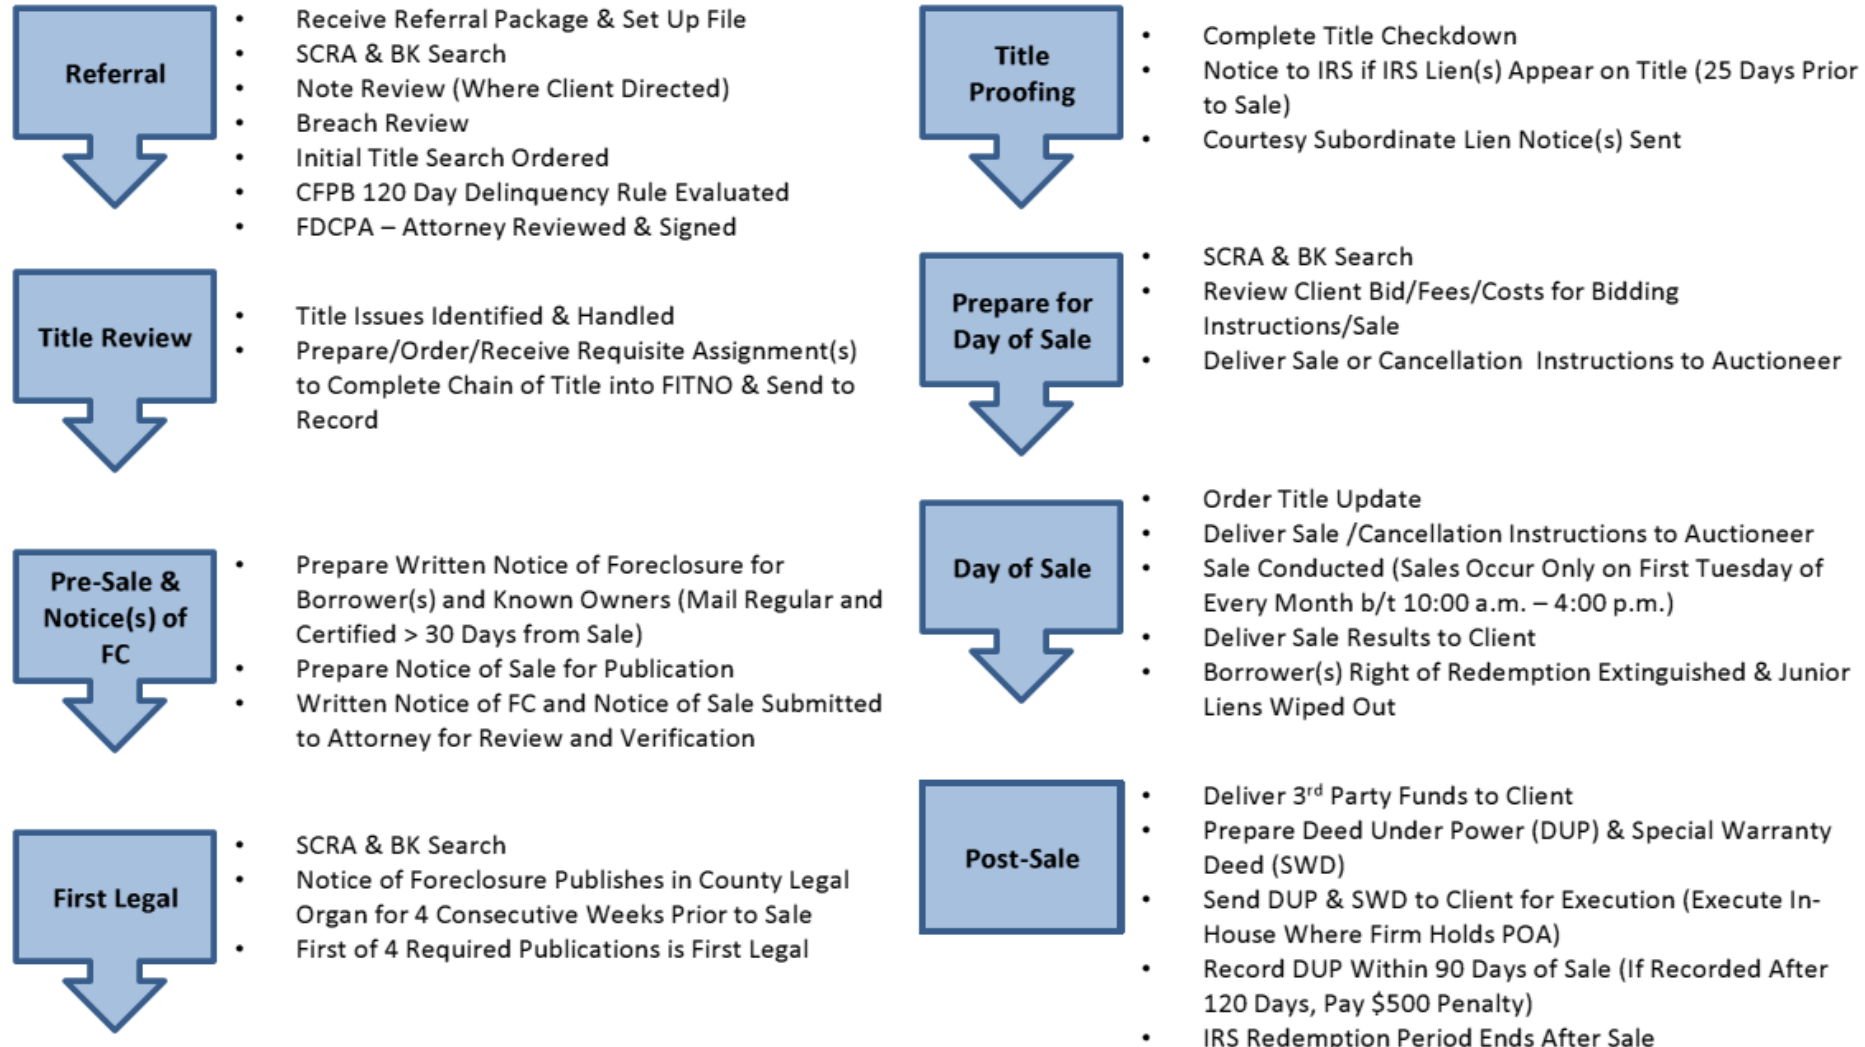 Referral
• Receive Referral Package & Set Up File
• SCRA & BK Search
• Note Review (Where Client Directed)
• Breach Review
• Initial Title Search Ordered
• CFPB 120 Day Delinquency Rule Evaluated
• FDCPA – Attorney Reviewed & Signed
Title Review
• Title Issues Identified & Handled
• Prepare/Order/Receive Requisite Assignment(s)
to Complete Chain of Title into FITNO & Send to
Record
Pre-Sale &
Notice(s) of
FC
• Prepare Written Notice of Foreclosure for
Borrower(s) and Known Owners (Mail Regular and
Certified > 30 Days from Sale)
• Prepare Notice of Sale for Publication
• Written Notice of FC and Notice of Sale Submitted
to Attorney for Review and Verification
First Legal
• SCRA & BK Search
• Notice of Foreclosure Publishes in County Legal
Organ for 4 Consecutive Weeks Prior to Sale
• First of 4 Required Publications is First Legal
Title
Proofing
• Complete Title Checkdown
• Notice to IRS if IRS Lien(s) Appear on Title (25 Days Prior
to Sale)
• Courtesy Subordinate Lien Notice(s) Sent
Prepare for
Day of Sale
• SCRA & BK Search
• Review Client Bid/Fees/Costs for Bidding
Instructions/Sale
• Deliver Sale or Cancellation  Instructions to Auctioneer
Day of Sale
• Order Title Update
• Deliver Sale /Cancellation Instructions to Auctioneer
• Sale Conducted (Sales Occur Only on First Tuesday of
Every Month b/t 10:00 a.m. – 4:00 p.m.)
• Deliver Sale Results to Client
• Borrower(s) Right of Redemption Extinguished & Junior
Liens Wiped Out
Post-Sale
• Deliver 3rd Party Funds to Client
• Prepare Deed Under Power (DUP) & Special Warranty
Deed (SWD)
• Send DUP & SWD to Client for Execution (Execute In-
House Where Firm Holds POA)
• Record DUP Within 90 Days of Sale (If Recorded After
120 Days, Pay $500 Penalty)
• IRS Redemption Period Ends After Sale